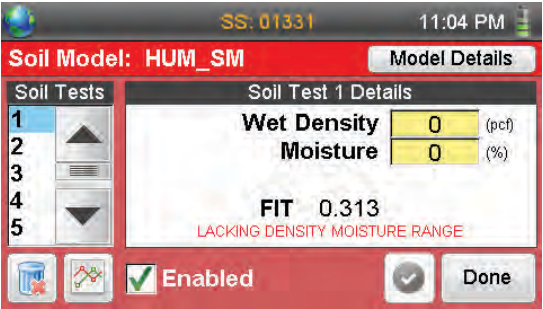 SS: 01331 11:04 PM
Soil Model: HUM_SM Model Details
Soil Tests Soil Test 1 Details
1
2
3
4
5
Wet Density 0 (pcf)
Moisture 0 (%)
FIT 0.313
LACKING DENSITY MOISTURE RANGE
Enabled Done